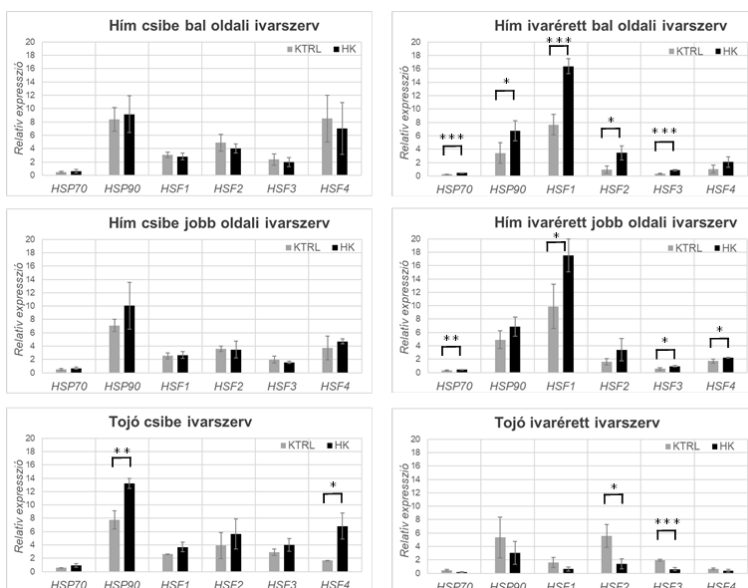 Hím csibe bal oldali ivarszerv
KTRL HK
Relatív expresszió
20
18
16
14
12
10
8
6
4
2
0
HSP70 HSP90 HSF1 HSF2 HSF3 HSF4
Hím ivarérett bal oldali ivarszerv
KTRL HK
Relatív expresszió
20
18
16
14
12
10
8
6
4
2
0
*** * *** * ***
HSP70 HSP90 HSF1 HSF2 HSF3 HSF4
Hím csibe jobb oldali ivarszerv
KTRL HK
Relatív expresszió
20
18
16
14
12
10
8
6
4
2
0
HSP70 HSP90 HSF1 HSF2 HSF3 HSF4
Hím ivarérett jobb oldali ivarszerv
KTRL HK
Relatív expresszió
20
18
16
14
12
10
8
6
4
2
0
** * * *
HSP70 HSP90 HSF1 HSF2 HSF3 HSF4
Tojó csibe ivarszerv
KTRL HK
Relatív expresszió
20
18
16
14
12
10
8
6
4
2
0
** *
HSP70 HSP90 HSF1 HSF2 HSF3 HSF4
Tojó ivarérett ivarszerv
KTRL HK
Relatív expresszió
20
18
16
14
12
10
8
6
4
2
0
* ***
HSP70 HSP90 HSF1 HSF2 HSF3 HSF4